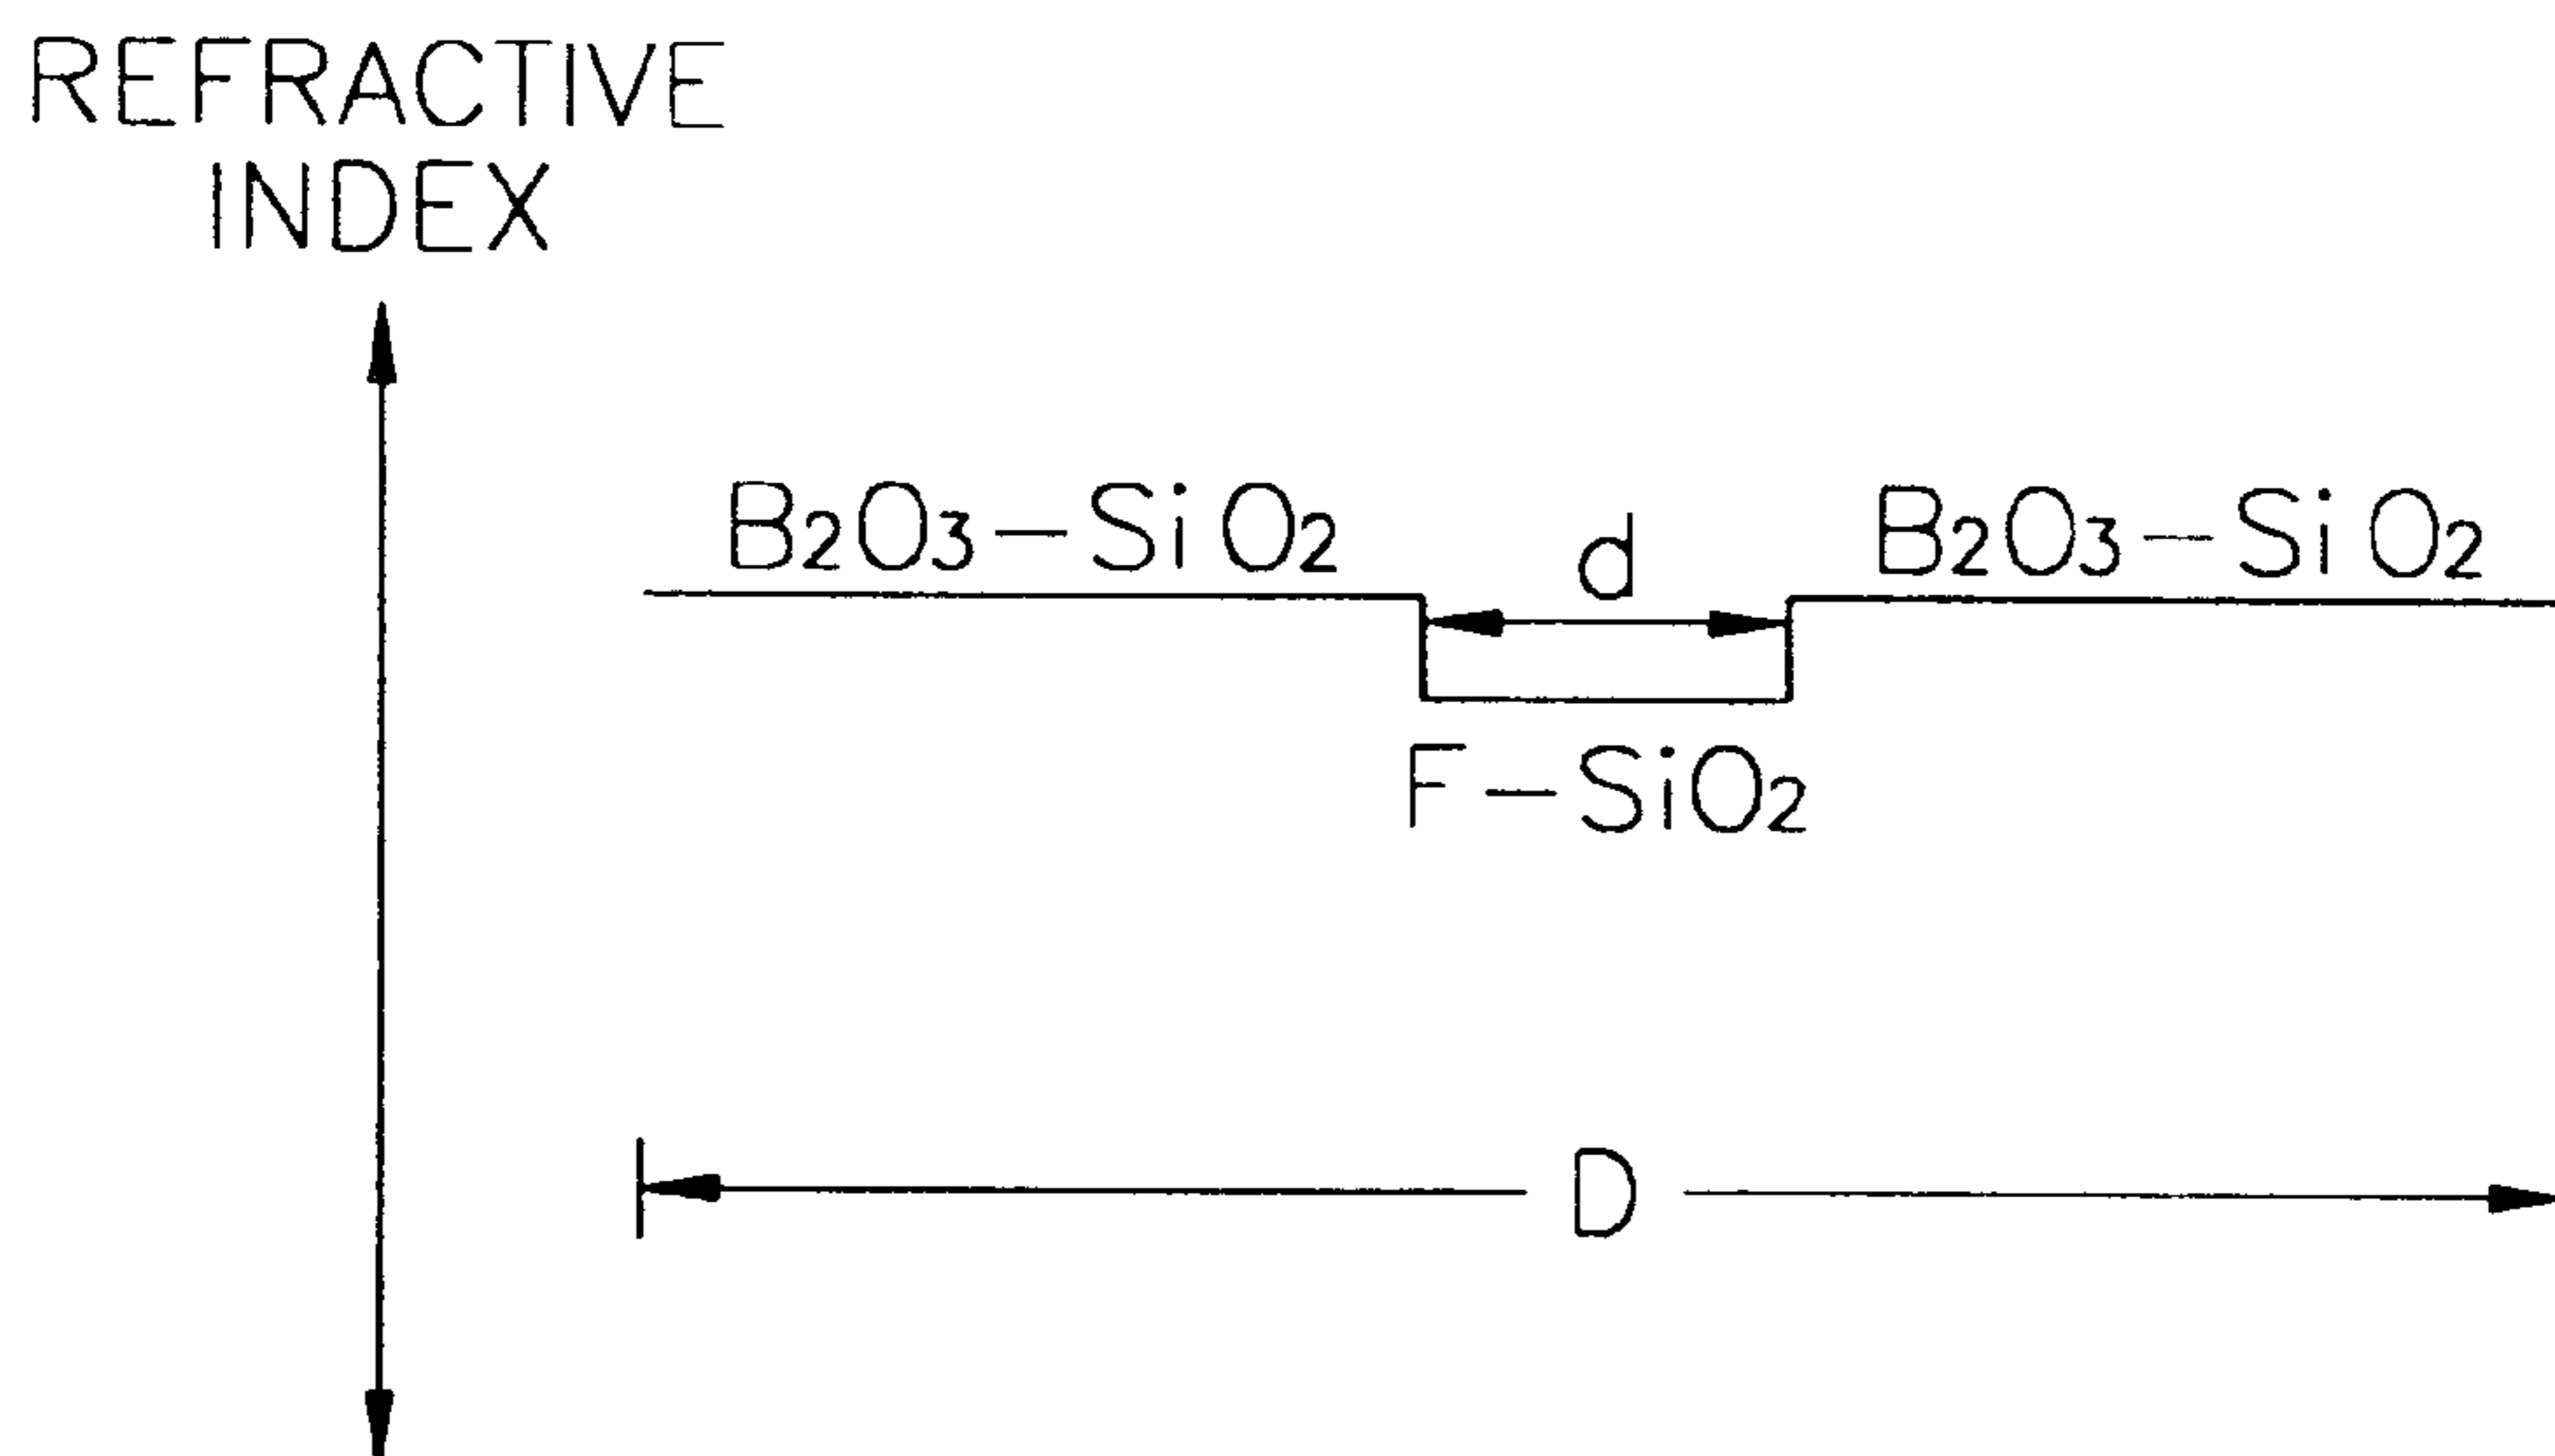 REFRACTIVE
INDEX
B₂O₃—SiO₂
d
B₂O₃—SiO₂
F—SiO₂
D